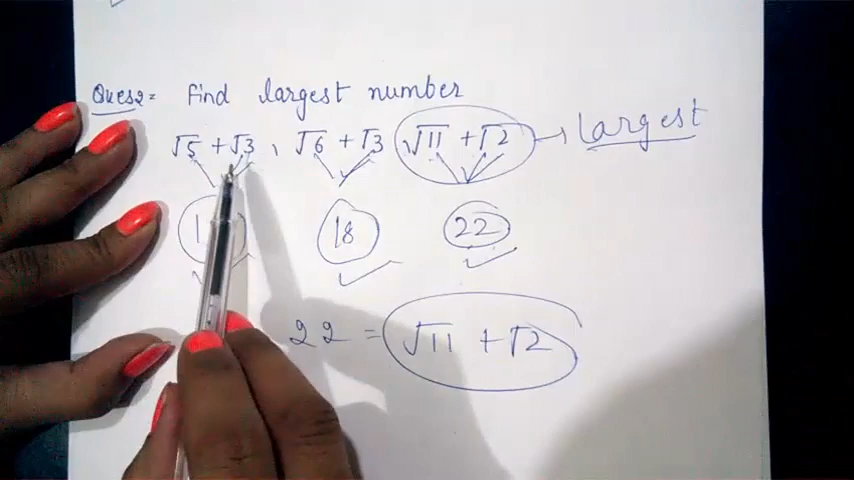 Ques2= Find largest number
√5 + √3 , √6 + √3 , √11 + √2 → largest
18 22
22 = √11 + √2